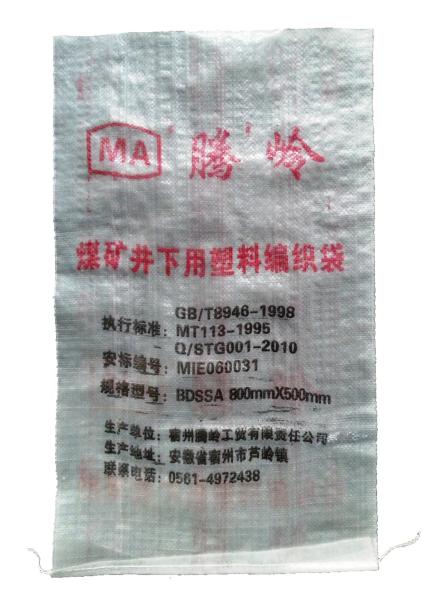 MA 腾岭
煤矿井下用塑料编织袋
GB/T8946-1998
执行标准：MT113-1995
Q/STG001-2010
安标编号：MIE060031
规格型号：BDSSA 800mmX500mm
生产单位：宿州腾岭工贸有限责任公司
生产地址：安徽省宿州市芦岭镇
联系电话：0561-4972438